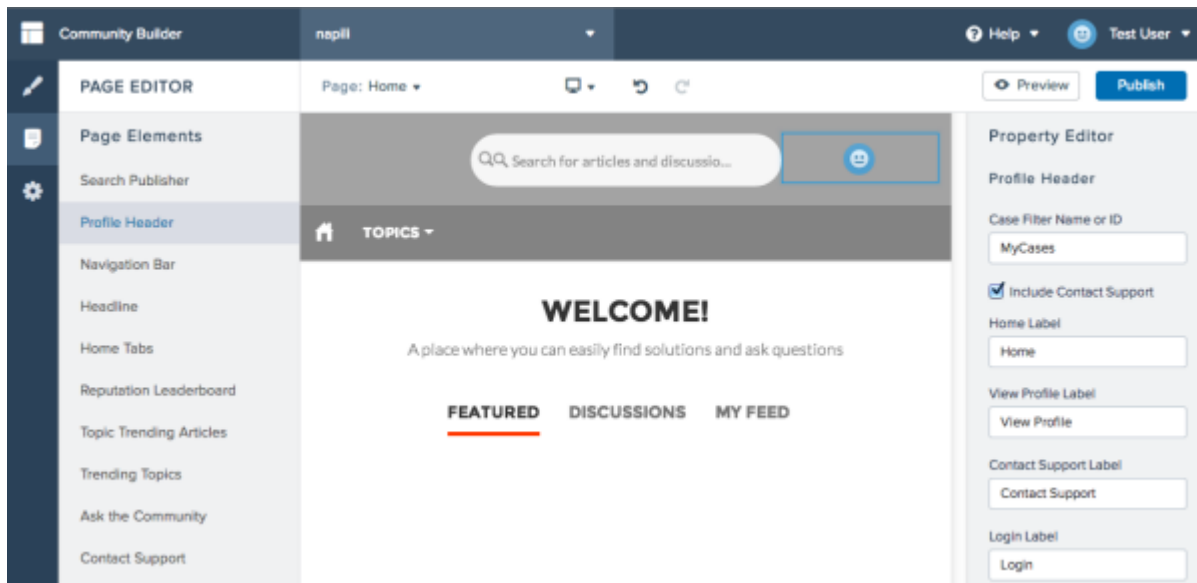 Community Builder
napili
Help
Test User
PAGE EDITOR
Page: Home
Preview
Publish
Page Elements
Search Publisher
Profile Header
Navigation Bar
Headline
Home Tabs
Reputation Leaderboard
Topic Trending Articles
Trending Topics
Ask the Community
Contact Support
Search for articles and discussio...
TOPICS
WELCOME!
A place where you can easily find solutions and ask questions
FEATURED DISCUSSIONS MY FEED
Property Editor
Profile Header
Case Filter Name or ID
MyCases
Include Contact Support
Home Label
Home
View Profile Label
View Profile
Contact Support Label
Contact Support
Login Label
Login